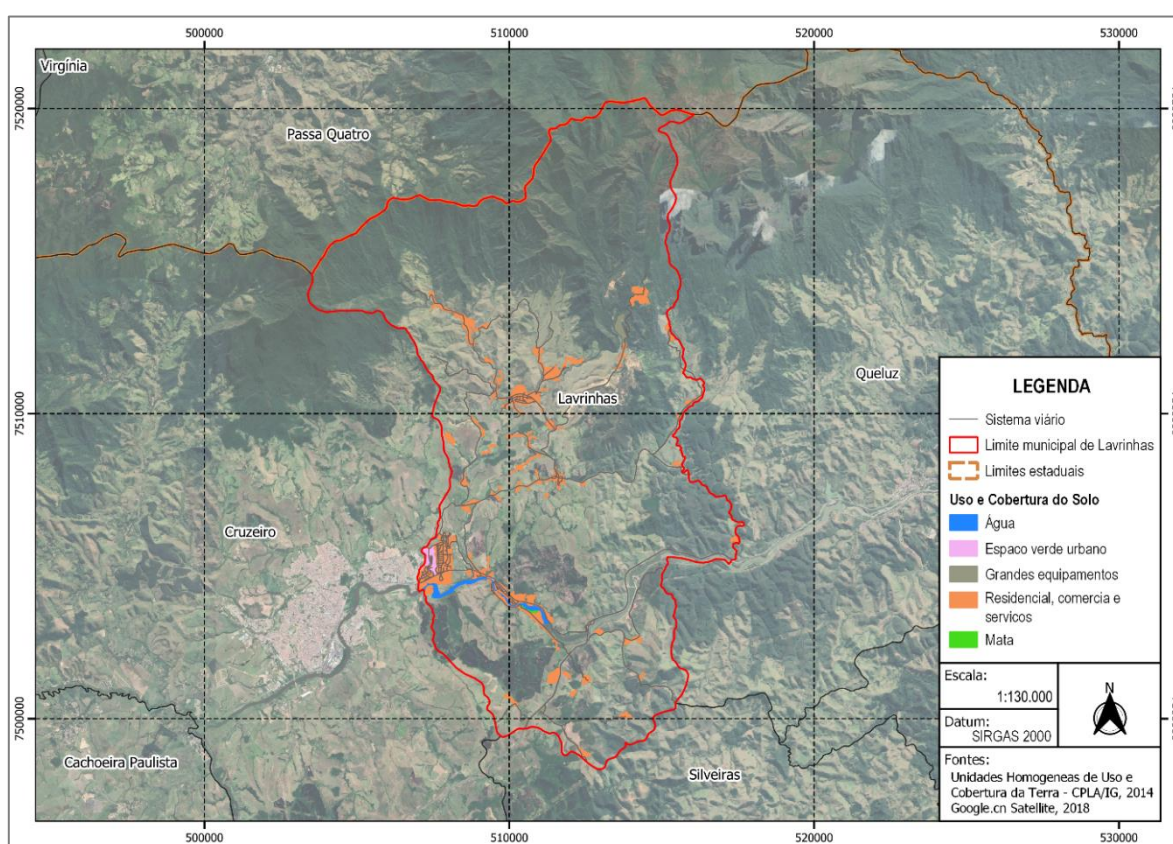 500000
510000
520000
530000
Virgínia
7520000
Passa Quatro
7510000
Lavrinhas
Queluz
Cruzeiro
7500000
Cachoeira Paulista
Silveiras
LEGENDA
Sistema viário
Limite municipal de Lavrinhas
Limites estaduais
Uso e Cobertura do Solo
Água
Espaco verde urbano
Grandes equipamentos
Residencial, comercia e
servicos
Mata
Escala:
1:130.000
N
Datum:
SIRGAS 2000
Fontes:
Unidades Homogeneas de Uso e
Cobertura da Terra - CPLA/IG, 2014
Google.cn Satellite, 2018
500000
510000
520000
530000